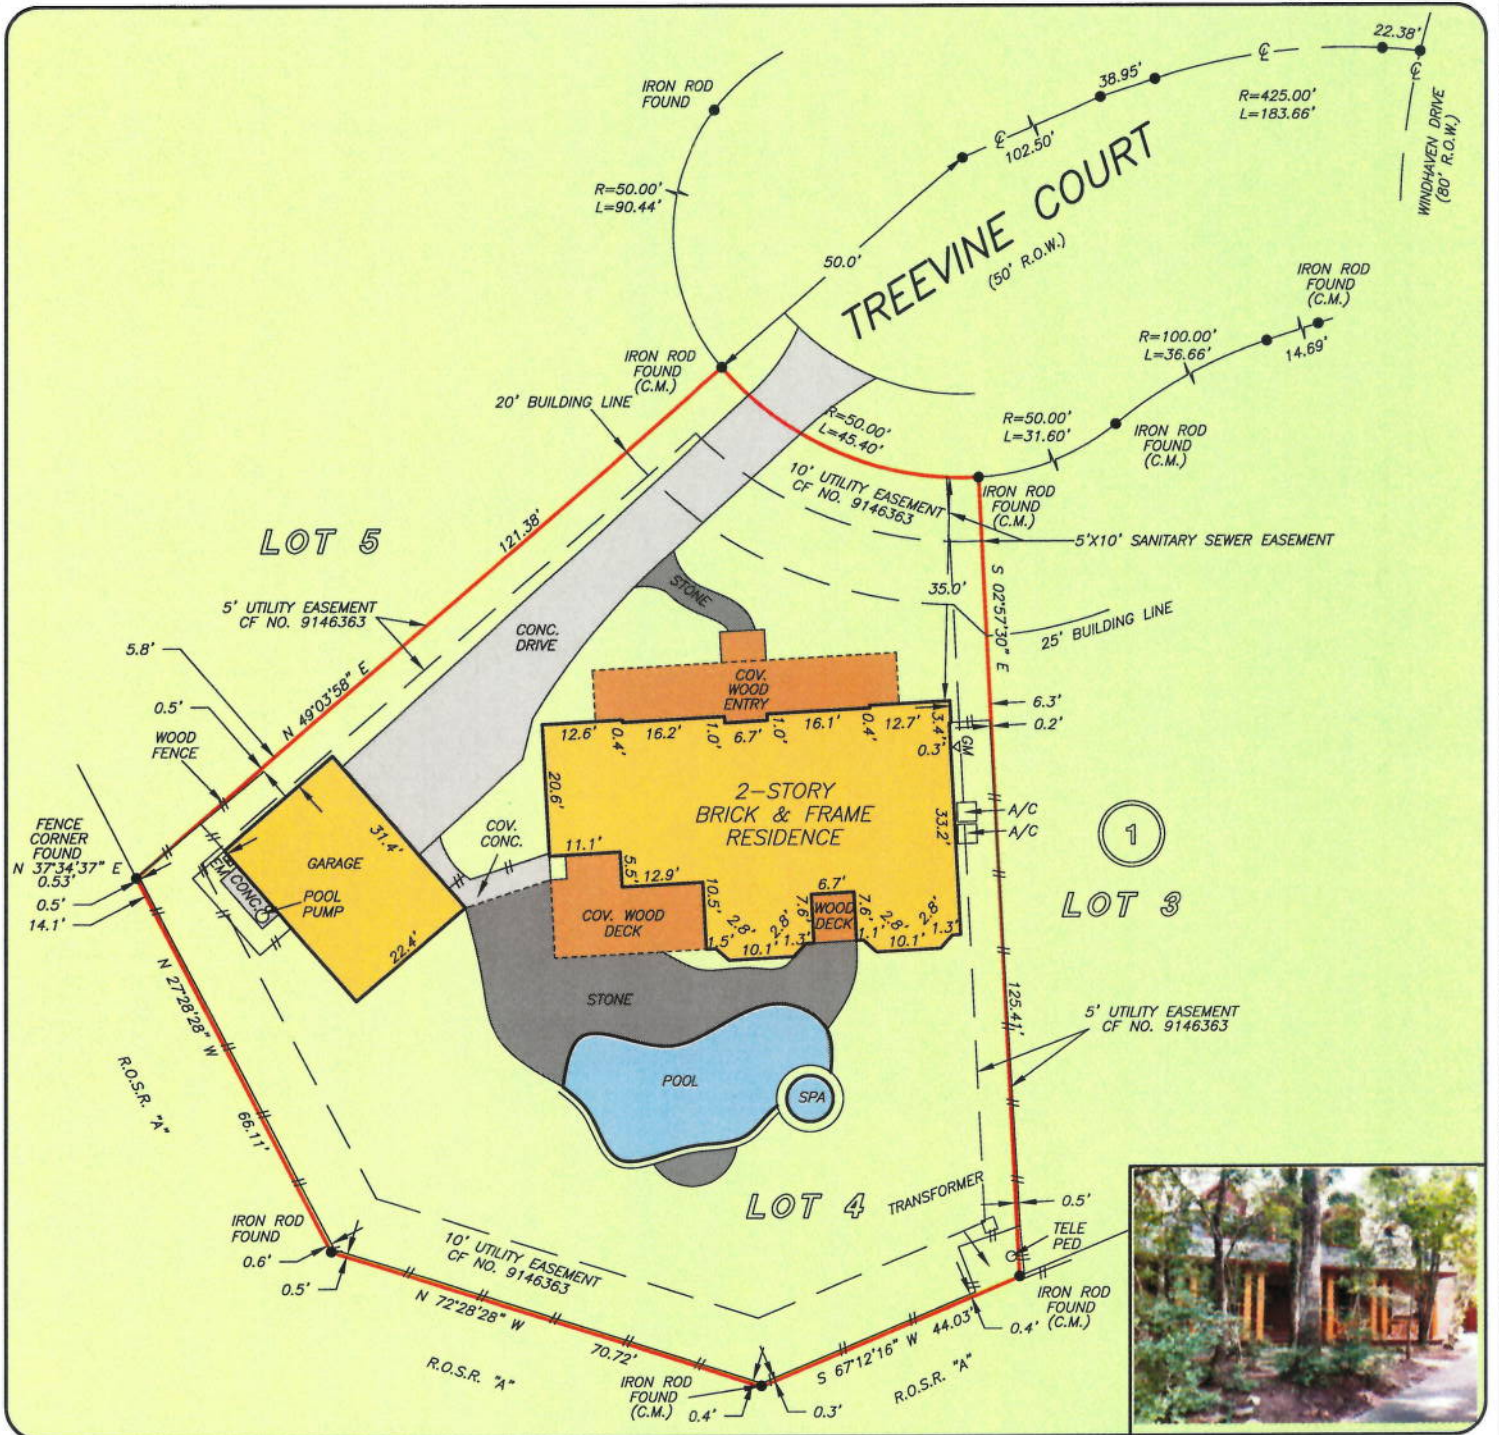 22.38'
℄
38.95'
℄
R=425.00'
L=183.66'
WINDHAVEN DRIVE
(80' R.O.W.)
IRON ROD
FOUND
℄
102.50'
TREEVINE COURT
(50' R.O.W.)
R=50.00'
L=90.44'
50.0'
IRON ROD
FOUND
(C.M.)
R=100.00'
L=36.66'
14.69'
IRON ROD
FOUND
(C.M.)
20' BUILDING LINE
R=50.00'
L=45.40'
R=50.00'
L=31.60'
IRON ROD
FOUND
(C.M.)
10' UTILITY EASEMENT
CF NO. 9146363
IRON ROD
FOUND
(C.M.)
5'X10' SANITARY SEWER EASEMENT
LOT 5
121.38'
5' UTILITY EASEMENT
CF NO. 9146363
STONE
35.0'
S 02°57'30" E
25' BUILDING LINE
CONC.
DRIVE
5.8'
N 49°03'58" E
0.5'
WOOD
FENCE
COV.
WOOD
ENTRY
6.3'
0.2'
12.6'
0.4'
16.2'
1.0'
6.7'
1.0'
16.1'
0.4'
12.7'
3.4'
0.3'
GM
20.6'
2-STORY
BRICK & FRAME
RESIDENCE
33.2'
A/C
A/C
1
LOT 3
FENCE
CORNER
FOUND
N 37°34'37" E
0.53'
0.5'
14.1'
31.4'
GARAGE
EM
CONC.
POOL
PUMP
22.4'
COV.
CONC.
11.1'
5.5'
12.9'
10.5'
COV. WOOD
DECK
6.7'
7.6'
WOOD
DECK
7.6'
1.5'
2.8'
10.1'
2.8'
1.3'
1.1'
2.8'
10.1'
2.8'
1.3'
N 27°28'28" W
66.11'
R.O.S.R. "A"
STONE
POOL
SPA
125.41'
5' UTILITY EASEMENT
CF NO. 9146363
LOT 4
TRANSFORMER
0.5'
TELE
PED
IRON ROD
FOUND
0.6'
0.5'
10' UTILITY EASEMENT
CF NO. 9146363
N 72°28'28" W
70.72'
R.O.S.R. "A"
IRON ROD
FOUND
(C.M.)
0.4'
0.3'
S 67°12'16" W
44.03'
R.O.S.R. "A"
0.4'
IRON ROD
FOUND
(C.M.)